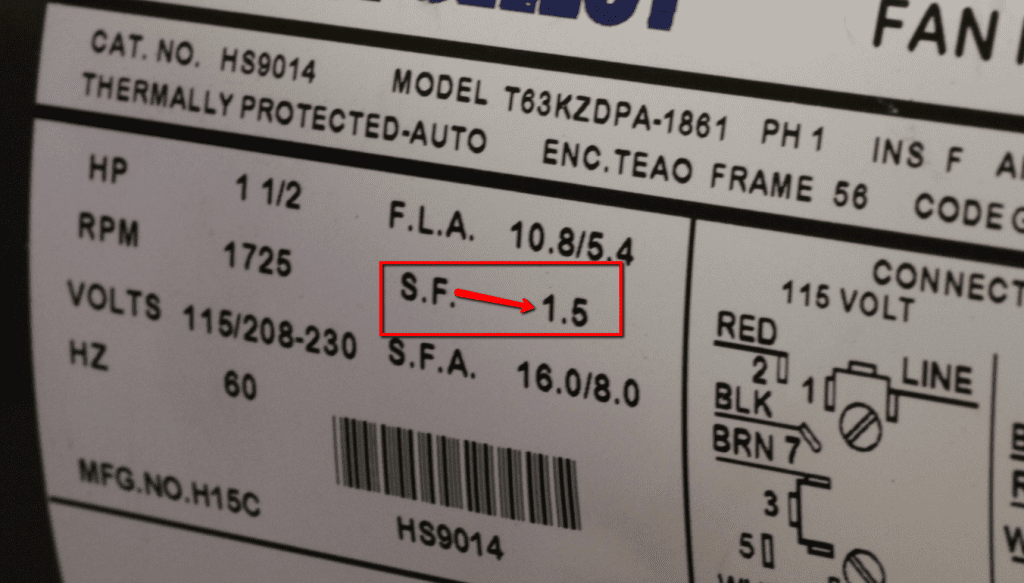 FAN
CAT. NO. HS9014 MODEL T63KZDPA-1861 PH 1 INS F
THERMALLY PROTECTED-AUTO ENC.TEAO FRAME 56 CODE G
HP 1 1/2 F.L.A. 10.8/5.4
RPM 1725 S.F. 1.5
VOLTS 115/208-230 S.F.A. 16.0/8.0
HZ 60
MFG.NO.H15C
HS9014
CONNECT
115 VOLT
RED
2 1 LINE
BLK
BRN 7
3
5